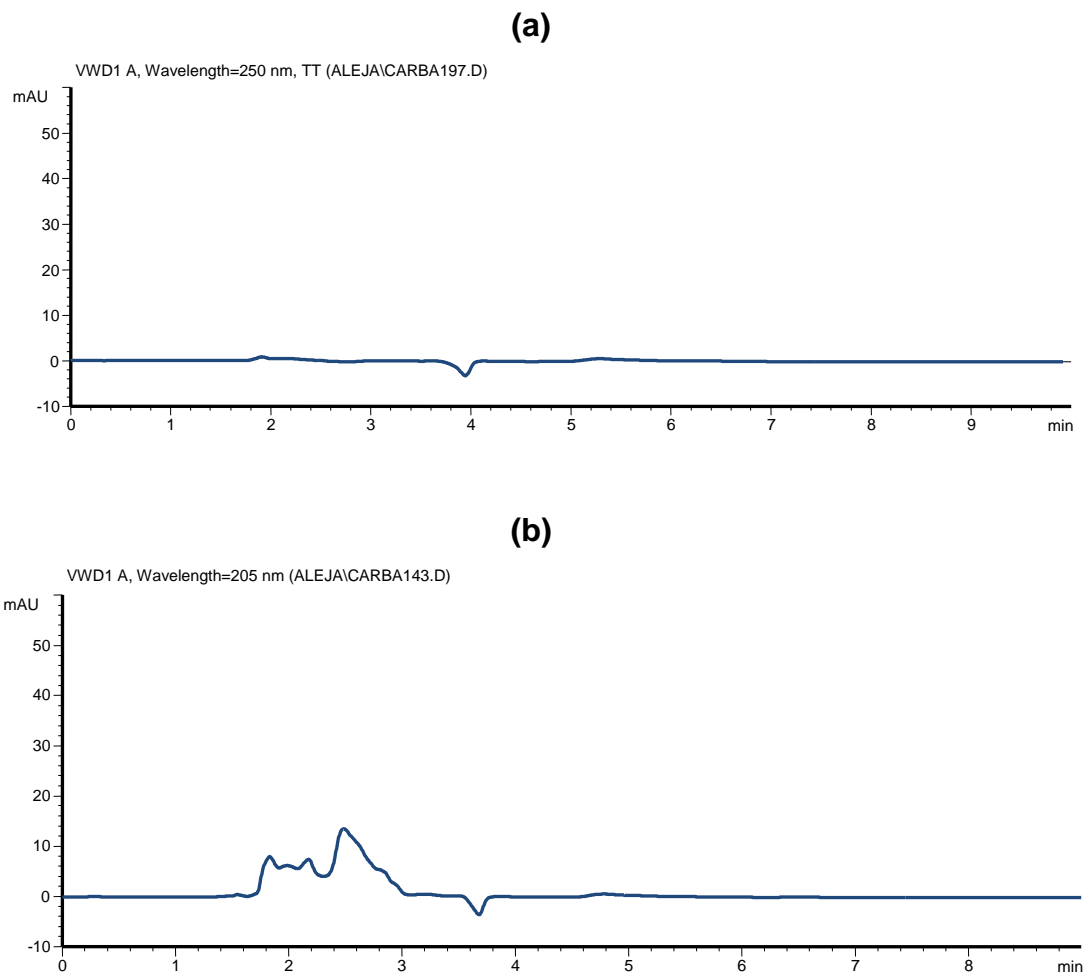 (a)
VWD1 A, Wavelength=250 nm, TT (ALEJA\CARBA197.D)
mAU
50
40
30
20
10
0
-10
0 1 2 3 4 5 6 7 8 9 min
(b)
VWD1 A, Wavelength=205 nm (ALEJA\CARBA143.D)
mAU
50
40
30
20
10
0
-10
0 1 2 3 4 5 6 7 8 min